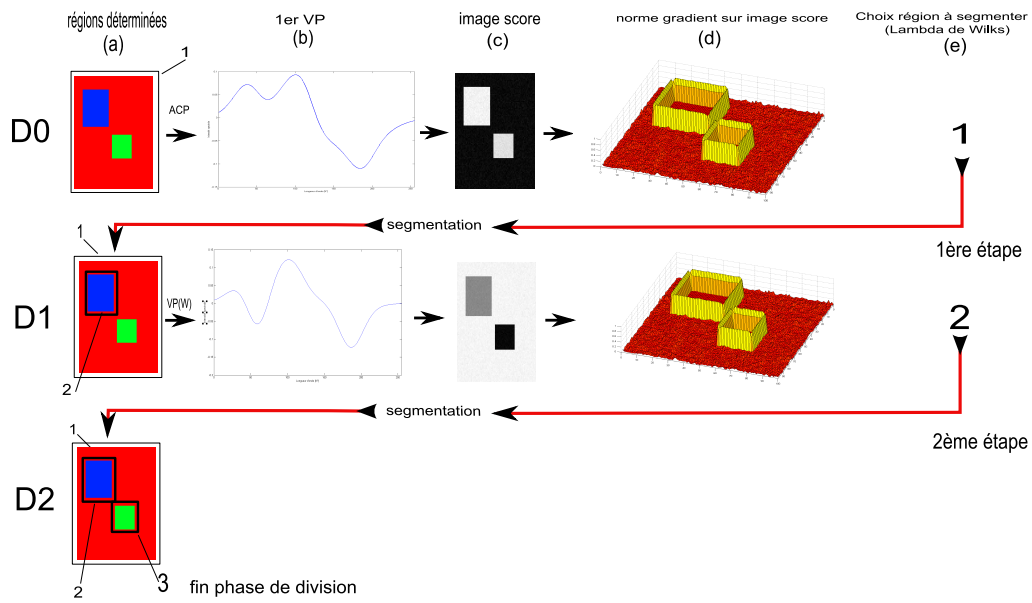 régions déterminées
(a)
1er VP
(b)
image score
(c)
norme gradient sur image score
(d)
Choix région à segmenter
(Lambda de Wilks)
(e)
1
D0
ACP
1
segmentation
1ère étape
1
D1
VP(W)
2
2
segmentation
2ème étape
1
D2
2
3
fin phase de division